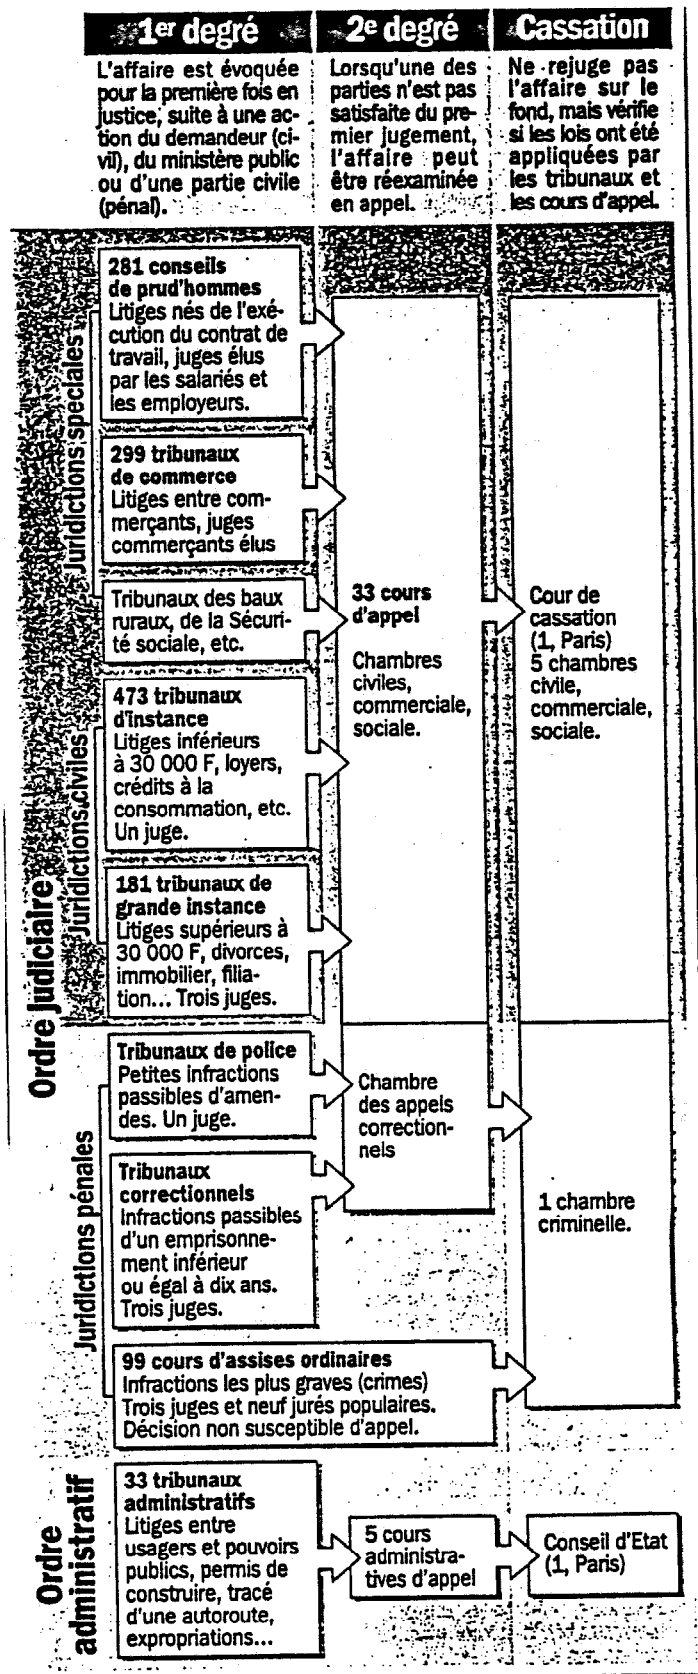 1er degré
2e degré
Cassation
L'affaire est évoquée
pour la première fois en
justice, suite à une ac-
tion du demandeur (ci-
vil), du ministère public
ou d'une partie civile
(pénal).
Lorsqu'une des
parties n'est pas
satisfaite du pre-
mier jugement,
l'affaire peut
être réexaminée
en appel.
Ne rejuge pas
l'affaire sur le
fond, mais vérifie
si les lois ont été
appliquées par
les tribunaux et
les cours d'appel.
Ordre judiciaire
Juridictions spéciales
281 conseils
de prud'hommes
Litiges nés de l'exé-
cution du contrat de
travail, juges élus
par les salariés et
les employeurs.
299 tribunaux
de commerce
Litiges entre com-
merçants, juges
commerçants élus
Tribunaux des baux
ruraux, de la Sécuri-
té sociale, etc.
Juridictions civiles
473 tribunaux
d'instance
Litiges inférieurs
à 30 000 F, loyers,
crédits à la
consommation, etc.
Un juge.
181 tribunaux de
grande instance
Litiges supérieurs à
30 000 F, divorces,
immobilier, filia-
tion... Trois juges.
33 cours
d'appel
Chambres
civiles,
commerciale,
sociale.
Cour de
cassation
(1, Paris)
5 chambres
civile,
commerciale,
sociale.
Juridictions pénales
Tribunaux de police
Petites infractions
passibles d'amen-
des. Un juge.
Tribunaux
correctionnels
Infractions passibles
d'un emprisonne-
ment inférieur
ou égal à dix ans.
Trois juges.
Chambre
des appels
correction-
nels
1 chambre
criminelle.
99 cours d'assises ordinaires
Infractions les plus graves (crimes)
Trois juges et neuf jurés populaires.
Décision non susceptible d'appel.
Ordre
administratif
33 tribunaux
administratifs
Litiges entre
usagers et pouvoirs
publics, permis de
construire, tracé
d'une autoroute,
expropriations...
5 cours
administra-
tives d'appel
Conseil d'Etat
(1, Paris)